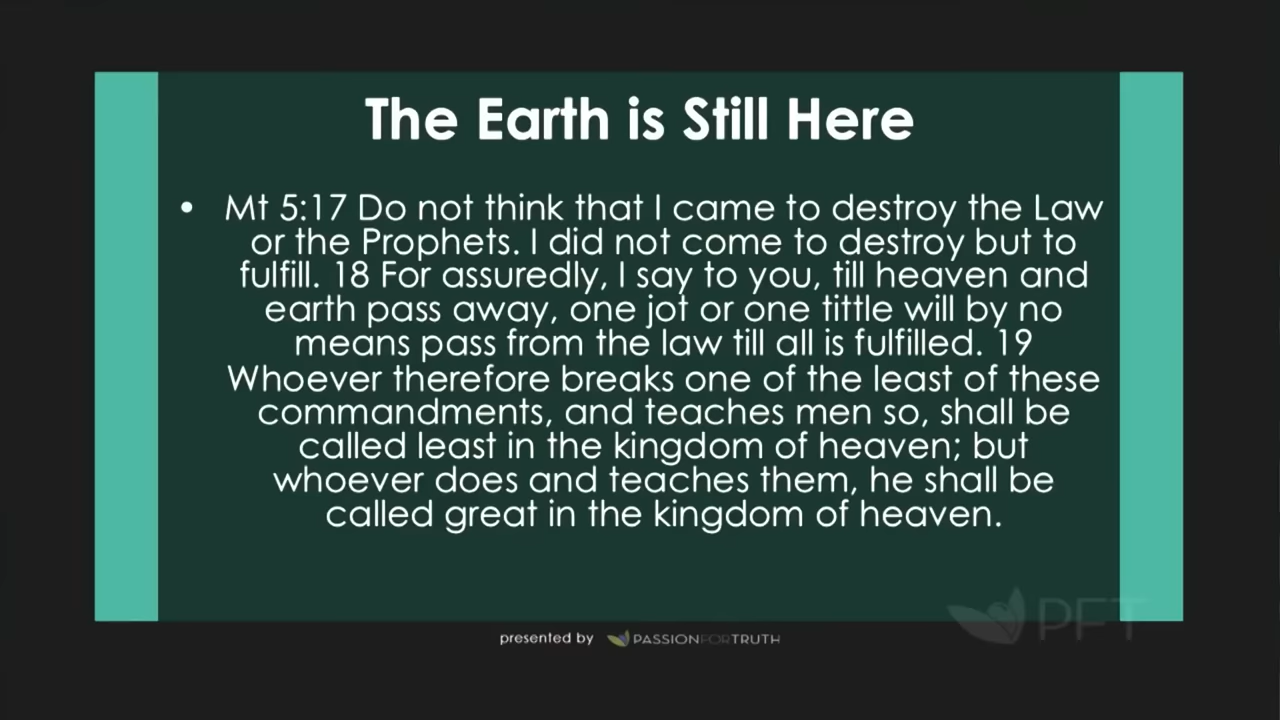 The Earth is Still Here
• Mt 5:17 Do not think that I came to destroy the Law
or the Prophets. I did not come to destroy but to
fulfill. 18 For assuredly, I say to you, till heaven and
earth pass away, one jot or one tittle will by no
means pass from the law till all is fulfilled. 19
Whoever therefore breaks one of the least of these
commandments, and teaches men so, shall be
called least in the kingdom of heaven; but
whoever does and teaches them, he shall be
called great in the kingdom of heaven.
PFT
presented by PASSIONFORTRUTH